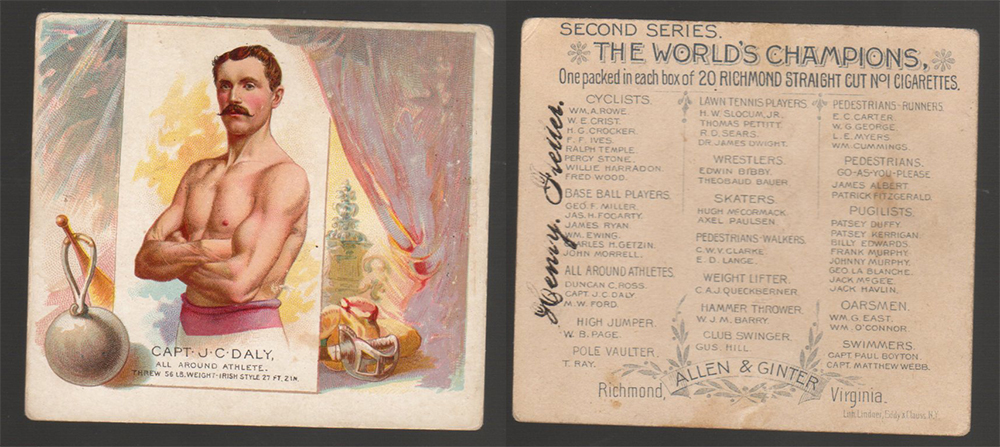 CAPT. J. C. DALY,
ALL AROUND ATHLETE.
THREW 56 LB. WEIGHT-IRISH STYLE 27 FT, 2 IN.
SECOND SERIES.
THE WORLD'S CHAMPIONS,
One packed in each box of 20 RICHMOND STRAIGHT CUT No 1 CIGARETTES.
CYCLISTS
WM. A. ROWE.
W. E. CRIST.
H. G. CROCKER.
F. F. IVES.
RALPH TEMPLE.
PERCY STONE.
WILLIE HARRADON.
FRED WOOD.
BASE BALL PLAYERS.
GEO. F. MILLER.
JAS. H. FOGARTY.
JAMES RYAN.
WM. EWING.
CHARLES H. GETZIN.
JOHN MORRELL.
ALL AROUND ATHLETES.
DUNCAN C. ROSS.
CAPT. J. C. DALY
M. W. FORD.
HIGH JUMPER.
W. B. PAGE.
POLE VAULTER.
T. RAY.
LAWN TENNIS PLAYERS.
H. W. SLOCUM, JR.
THOMAS PETTITT.
R. D. SEARS.
DR JAMES DWIGHT.
WRESTLERS.
EDWIN BIBBY.
THEOBAUD BAUER.
SKATERS
HUGH MCCORMACK.
AXEL PAULSEN.
PEDESTRIANS-WALKERS.
C. W. V. CLARKE.
E. D. LANGE.
WEIGHT LIFTER.
C. A. J. QUECKBERNER.
HAMMER THROWER.
W. J. M. BARRY.
CLUB SWINGER.
GUS. HILL.
PEDESTRIANS-RUNNERS.
E. C. CARTER.
W. G. GEORGE.
L. E. MYERS.
WM. CUMMINGS.
PEDESTRIANS.
GO-AS-YOU-PLEASE
JAMES ALBERT
PATRICK FITZGERALD.
PUGILISTS.
PATSEY DUFFY.
PATSEY KERRIGAN.
BILLY EDWARDS.
FRANK MURPHY.
JOHNNY MURPHY.
GEO. LA BLANCHE.
JACK MCGEE.
JACK HAVLIN.
OARSMEN.
WM. G. EAST.
WM. O'CONNOR.
SWIMMERS.
CAPT. PAUL BOYTON.
CAPT. MATTHEW WEBB.
Richmond, ALLEN & GINTER Virginia.
Lith. Lindner, Eddy & Clauss, N.Y.
Henry.